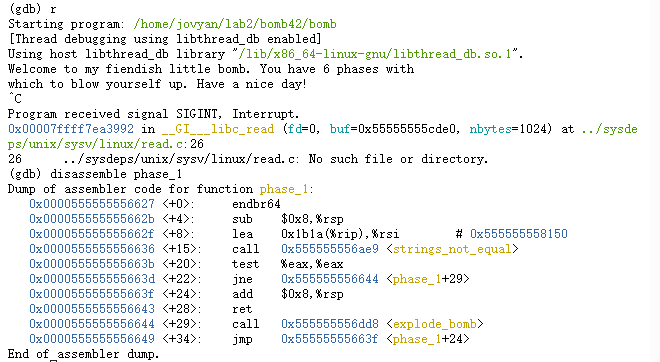 (gdb) r
Starting program: /home/jovyan/lab2/bomb42/bomb
[Thread debugging using libthread_db enabled]
Using host libthread_db library "/lib/x86_64-linux-gnu/libthread_db.so.1".
Welcome to my fiendish little bomb. You have 6 phases with
which to blow yourself up. Have a nice day!
^C
Program received signal SIGINT, Interrupt.
0x00007ffff7ea3992 in __GI___libc_read (fd=0, buf=0x55555555cde0, nbytes=1024) at ../sysde
ps/unix/sysv/linux/read.c:26
26      ../sysdeps/unix/sysv/linux/read.c: No such file or directory.
(gdb) disassemble phase_1
Dump of assembler code for function phase_1:
   0x0000555555556627 <+0>:     endbr64
   0x000055555555662b <+4>:     sub    $0x8,%rsp
   0x000055555555662f <+8>:     lea    0x1b1a(%rip),%rsi        # 0x555555558150
   0x0000555555556636 <+15>:    call   0x555555556ae9 <strings_not_equal>
   0x000055555555663b <+20>:    test   %eax,%eax
   0x000055555555663d <+22>:    jne    0x555555556644 <phase_1+29>
   0x000055555555663f <+24>:    add    $0x8,%rsp
   0x0000555555556643 <+28>:    ret
   0x0000555555556644 <+29>:    call   0x555555556dd8 <explode_bomb>
   0x0000555555556649 <+34>:    jmp    0x55555555663f <phase_1+24>
End of assembler dump.